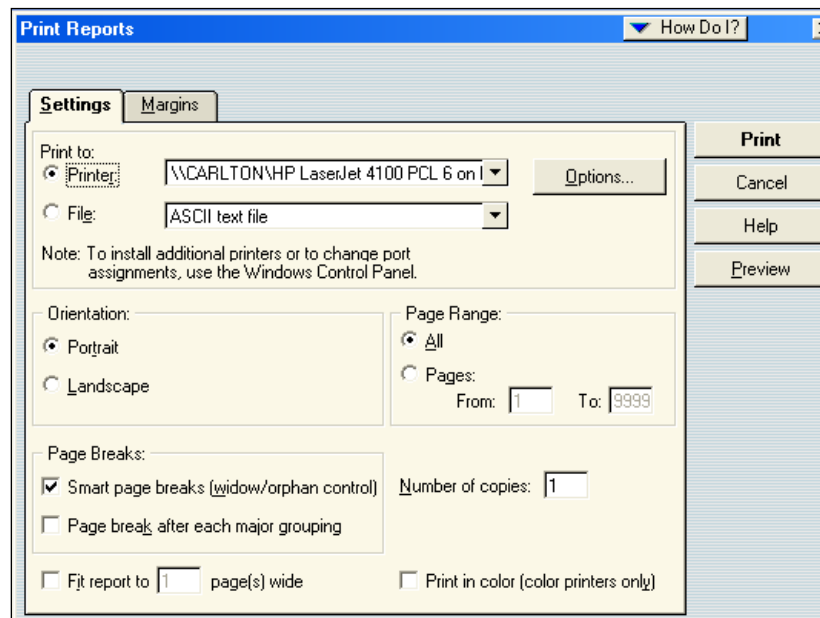 Print Reports
How Do I?
Settings
Margins
Print to:
Printer:
\\CARLTON\HP LaserJet 4100 PCL 6 on
Options...
File:
ASCII text file
Note: To install additional printers or to change port
assignments, use the Windows Control Panel.
Print
Cancel
Help
Preview
Orientation:
Portrait
Landscape
Page Range:
All
Pages:
From: 1 To: 9999
Page Breaks:
Smart page breaks (widow/orphan control)
Page break after each major grouping
Number of copies: 1
Fit report to 1 page(s) wide
Print in color (color printers only)